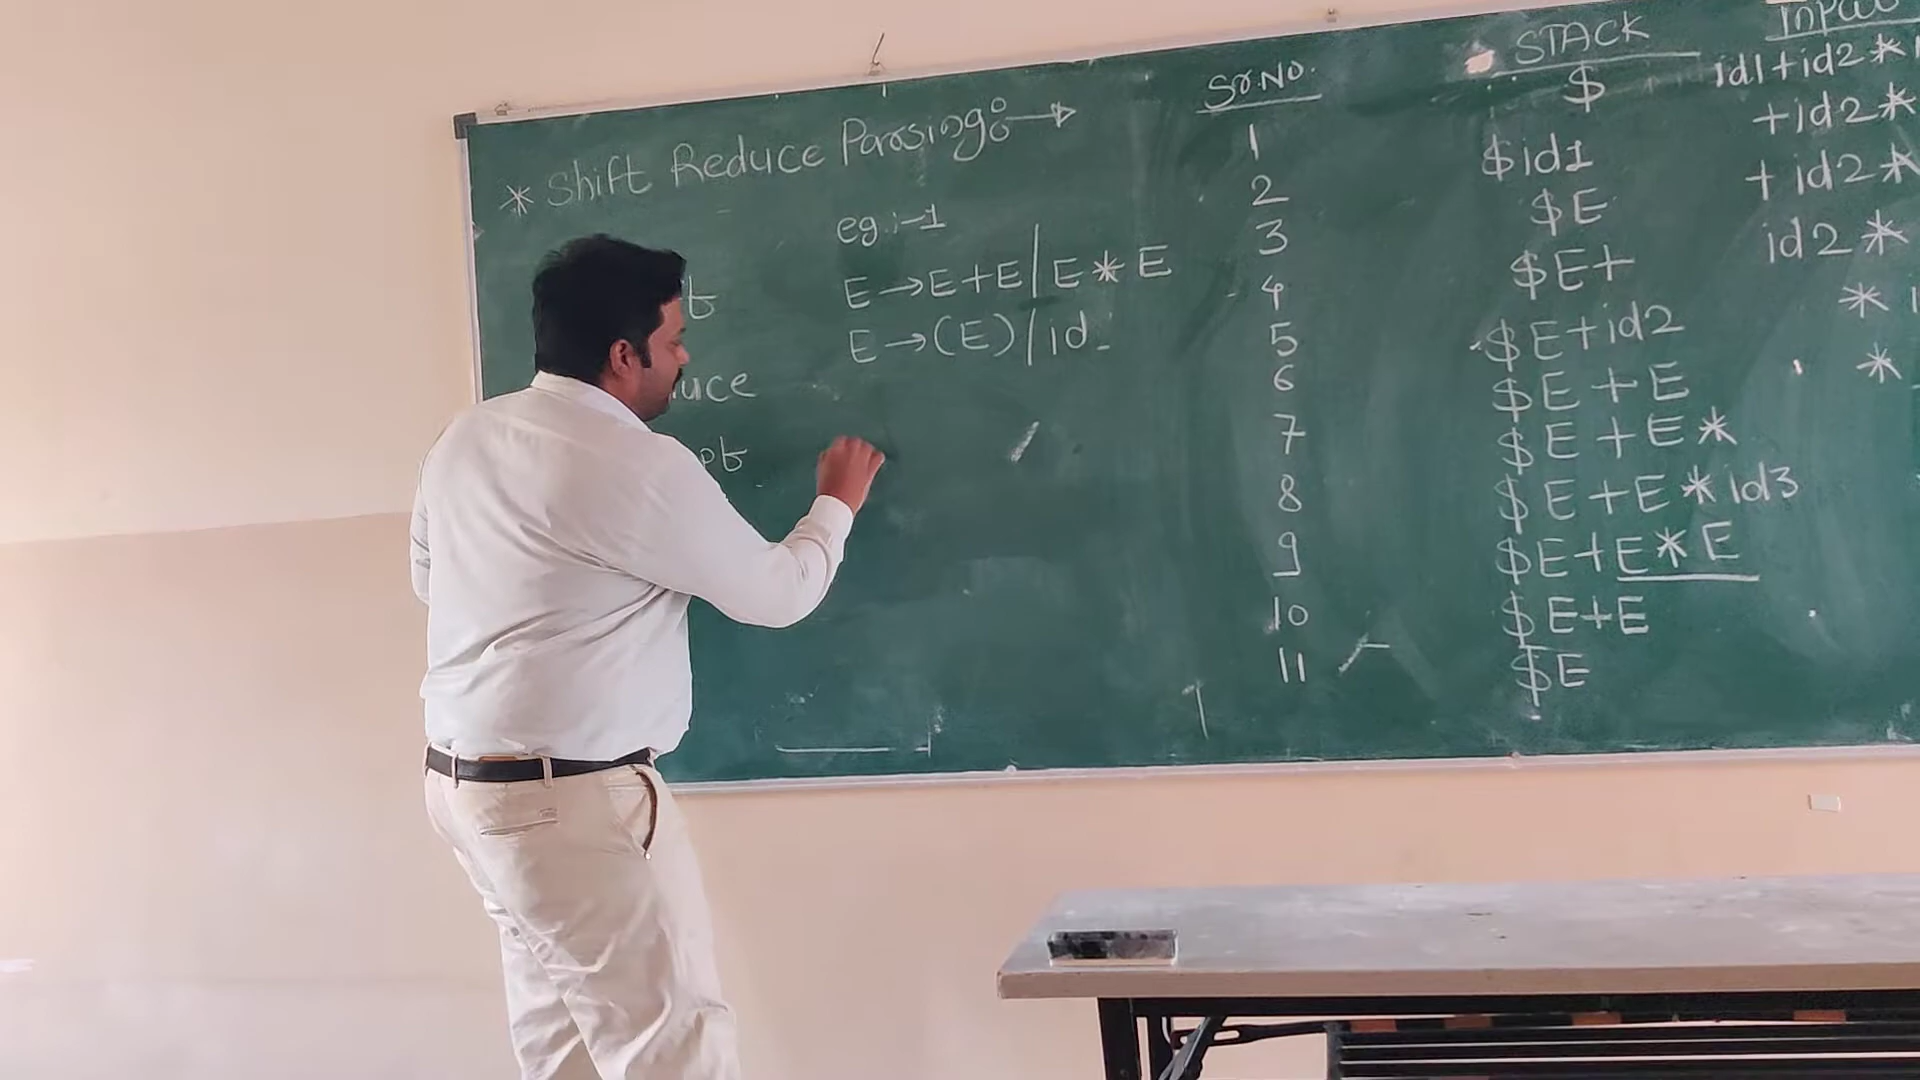 * Shift Reduce Parsing :→
eg:-1
E → E+E / E * E
E → (E) / id
Sr.No.
1
2
3
4
5
6
7
8
9
10
11
STACK
$
$id1
$E
$E+
$E+id2
$E+E
$E+E*
$E+E*id3
$E+E*E
$E+E
$E
id1+id2*
+id2*
+id2*
id2*
*
*